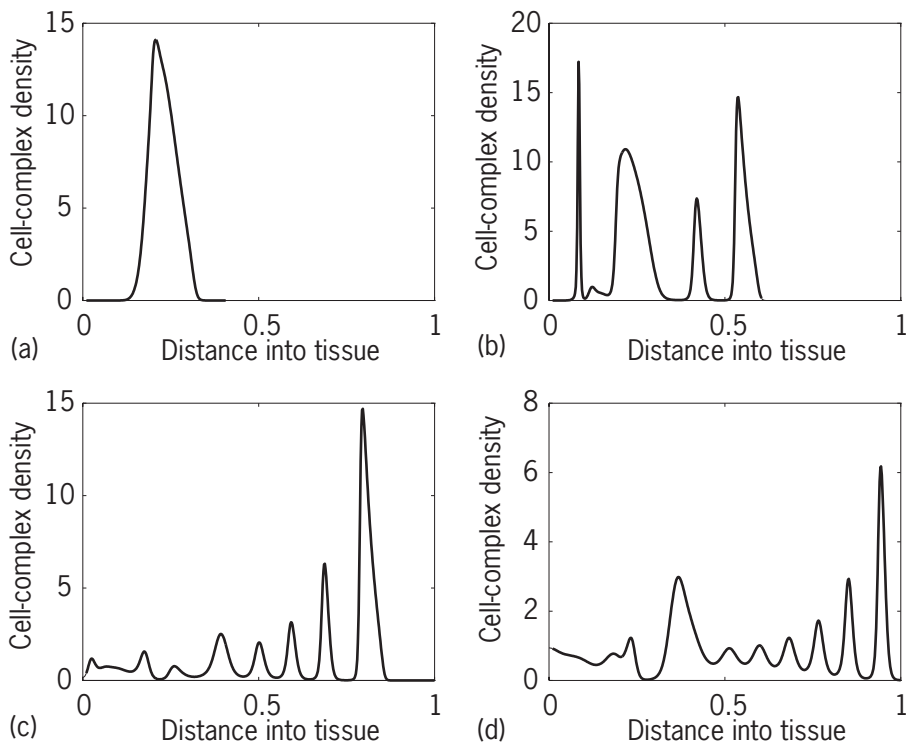 15
10
5
0
Cell-complex density
0
0.5
1
Distance into tissue
(a)
20
15
10
5
0
Cell-complex density
0
0.5
1
Distance into tissue
(b)
15
10
5
0
Cell-complex density
0
0.5
1
Distance into tissue
(c)
8
6
4
2
0
Cell-complex density
0
0.5
1
Distance into tissue
(d)